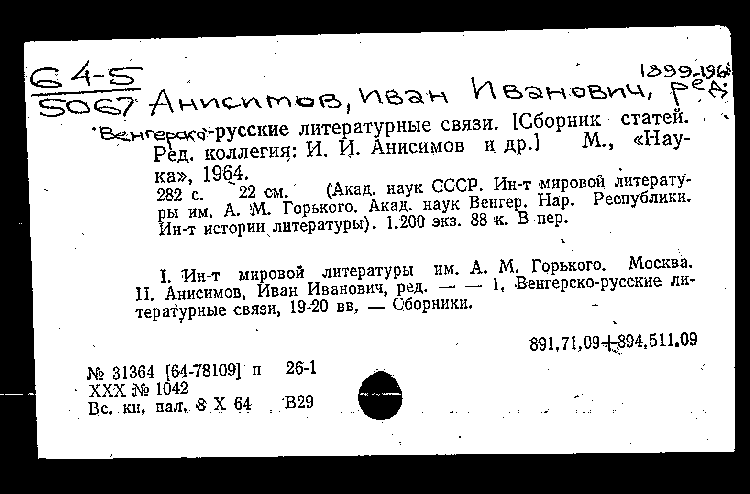 64-5
5067
1899-196
Анисимов, Иван Иванович, ред.
Венгерско-русские литературные связи. [Сборник статей.
Ред. коллегия: И. И. Анисимов и др.] М., «Нау-
ка», 1964.
282 с. 22 см. (Акад. наук СССР. Ин-т мировой литерату-
ры им. А. М. Горького. Акад. наук Венгер. Нар. Республики.
Ин-т истории литературы). 1.200 экз. 88 к. В пер.
I. Ин-т мировой литературы им. А. М. Горького. Москва.
II. Анисимов, Иван Иванович, ред. — — 1. Венгерско-русские ли-
тературные связи, 19-20 вв. — Сборники.
891.71.09+894.511.09
№ 31364 [64-78109] п 26-1
XXX № 1042
Вс. кн. пал. 8 X 64 В29